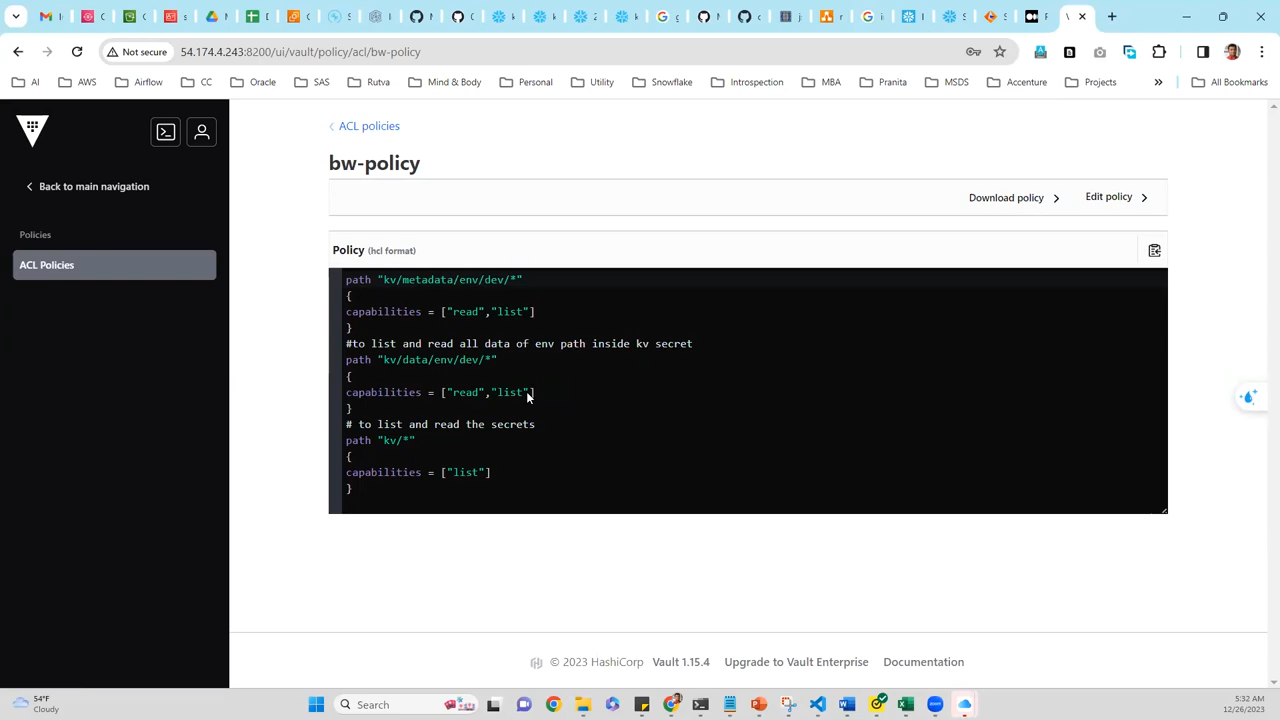 M
C
S
A
M
D
C
S
N
M
C
k
k
2
k
G g
M
c
j
r
G i
I
S
S
F
V
Not secure
54.174.4.243:8200/ui/vault/policy/acl/bw-policy
AI
AWS
Airflow
CC
Oracle
SAS
Rutva
Mind & Body
Personal
Utility
Snowflake
Introspection
MBA
Pranita
MSDS
Accenture
Projects
»
All Bookmarks
ACL policies
bw-policy
Back to main navigation
Download policy
Edit policy
Policies
ACL Policies
Policy (hcl format)
path "kv/metadata/env/dev/*"
{
capabilities = ["read","list"]
}
#to list and read all data of env path inside kv secret
path "kv/data/env/dev/*"
{
capabilities = ["read","list"]
}
# to list and read the secrets
path "kv/*"
{
capabilities = ["list"]
}
© 2023 HashiCorp
Vault 1.15.4
Upgrade to Vault Enterprise
Documentation
54°F
Cloudy
Search
5:32 AM
12/26/2023